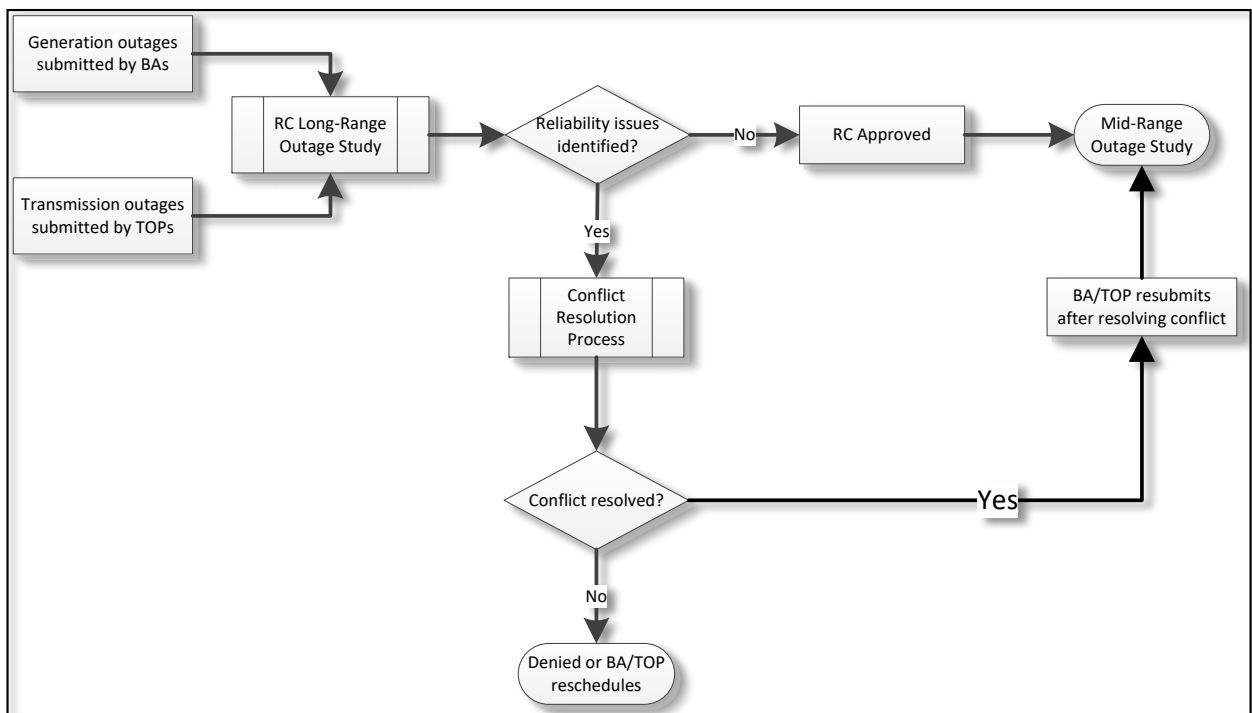 Generation outages
submitted by BAs
RC Long-Range
Outage Study
Transmission outages
submitted by TOPs
Reliability issues
identified?
No
RC Approved
Mid-Range
Outage Study
Yes
Conflict
Resolution
Process
BA/TOP resubmits
after resolving conflict
Conflict resolved?
Yes
No
Denied or BA/TOP
reschedules